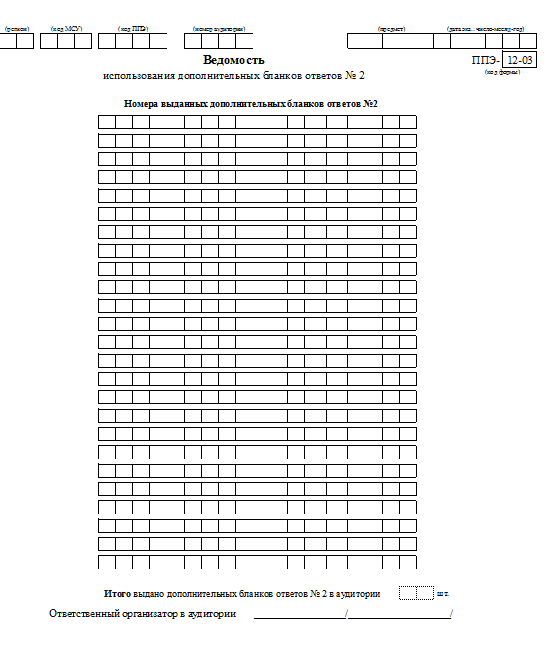 (регион) (код МСУ) (код ППЭ) (номер аудитории) (предмет) (дата экз.: число-месяц-год)
Ведомость ППЭ- 12-03
использования дополнительных бланков ответов № 2 (код формы)
Номера выданных дополнительных бланков ответов №2
Итого выдано дополнительных бланков ответов № 2 в аудитории шт.
Ответственный организатор в аудитории / /